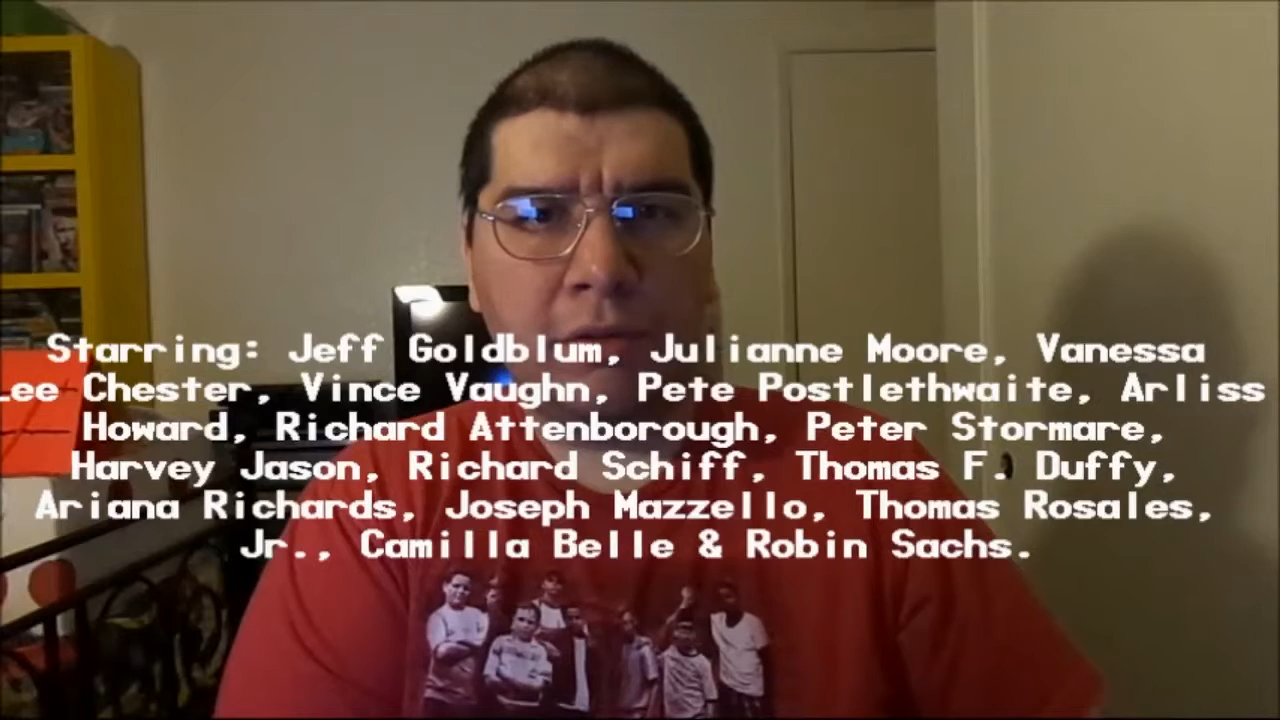 Starring: Jeff Goldblum, Julianne Moore, Vanessa
Lee Chester, Vince Vaughn, Pete Postlethwaite, Arliss
Howard, Richard Attenborough, Peter Stormare,
Harvey Jason, Richard Schiff, Thomas F. Duffy,
Ariana Richards, Joseph Mazzello, Thomas Rosales,
Jr., Camilla Belle & Robin Sachs.